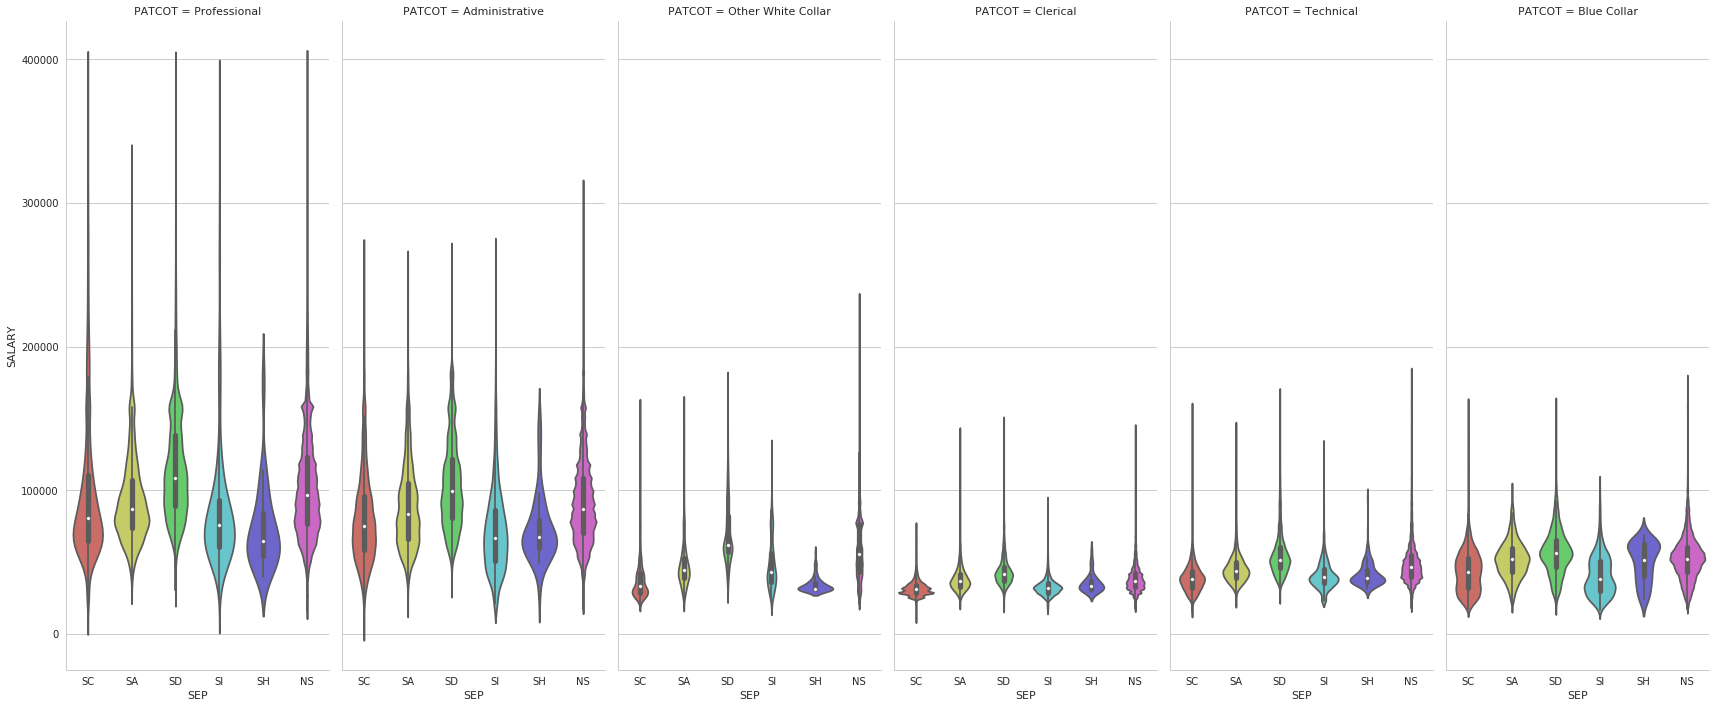 PATCOT = Professional
PATCOT = Administrative
PATCOT = Other White Collar
PATCOT = Clerical
PATCOT = Technical
PATCOT = Blue Collar
SALARY
400000
300000
200000
100000
0
SC SA SD SI SH NS
SC SA SD SI SH NS
SC SA SD SI SH NS
SC SA SD SI SH NS
SC SA SD SI SH NS
SC SA SD SI SH NS
SEP
SEP
SEP
SEP
SEP
SEP